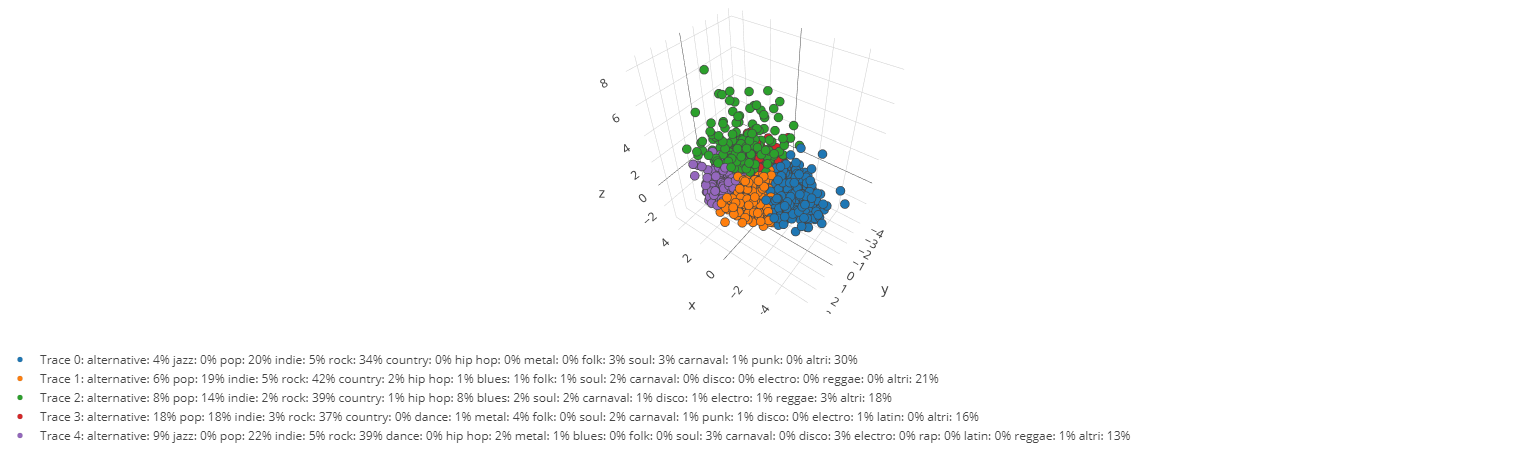 8
6
4
2
0
-2
z
4
2
0
-2
-4
x
-4
-3
-2
-1
0
1
2
y
Trace 0: alternative: 4% jazz: 0% pop: 20% indie: 5% rock: 34% country: 0% hip hop: 0% metal: 0% folk: 3% soul: 3% carnaval: 1% punk: 0% altri: 30%
Trace 1: alternative: 6% pop: 19% indie: 5% rock: 42% country: 2% hip hop: 1% blues: 1% folk: 1% soul: 2% carnaval: 0% disco: 0% electro: 0% reggae: 0% altri: 21%
Trace 2: alternative: 8% pop: 14% indie: 2% rock: 39% country: 1% hip hop: 8% blues: 2% soul: 2% carnaval: 1% disco: 1% electro: 1% reggae: 3% altri: 18%
Trace 3: alternative: 18% pop: 18% indie: 3% rock: 37% country: 0% dance: 1% metal: 4% folk: 0% soul: 2% carnaval: 1% punk: 1% disco: 0% electro: 1% latin: 0% altri: 16%
Trace 4: alternative: 9% jazz: 0% pop: 22% indie: 5% rock: 39% dance: 0% hip hop: 2% metal: 1% blues: 0% folk: 0% soul: 3% carnaval: 0% disco: 3% electro: 0% rap: 0% latin: 0% reggae: 1% altri: 13%